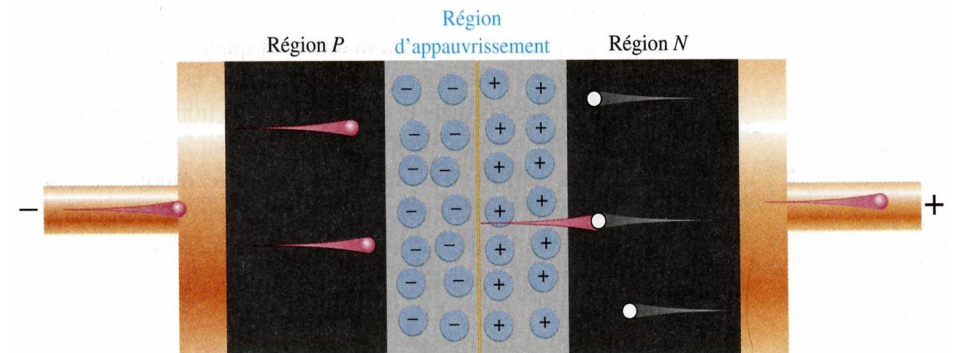 Région
d'appauvrissement
Région P
Région N
− − + +
− − + +
− − + +
− +
− − + +
− − + +
− − + +
− − + +